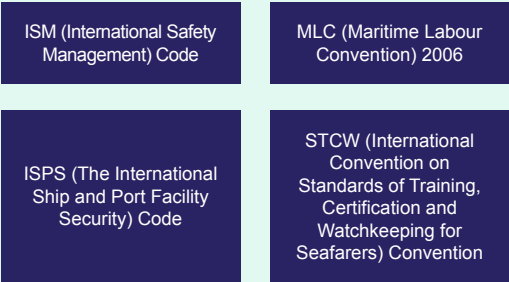 ISM (International Safety
Management) Code
MLC (Maritime Labour
Convention) 2006
ISPS (The International
Ship and Port Facility
Security) Code
STCW (International
Convention on
Standards of Training,
Certification and
Watchkeeping for
Seafarers) Convention